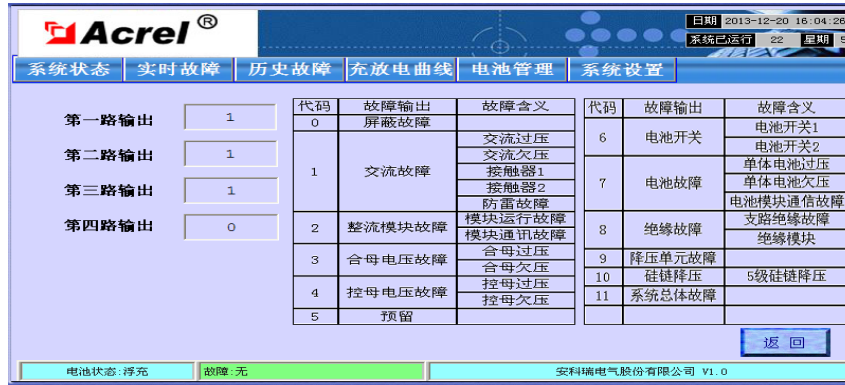 Acrel®
日期 2013-12-20 16:04:26
系统已运行 22 星期 5
系统状态 实时故障 历史故障 充放电曲线 电池管理 系统设置
第一路输出 1
第二路输出 1
第三路输出 1
第四路输出 0
代码 故障输出 故障含义
0 屏蔽故障
1 交流故障 交流过压
交流欠压
接触器1
接触器2
防雷故障
2 整流模块故障 模块运行故障
模块通讯故障
3 合母电压故障 合母过压
合母欠压
4 控母电压故障 控母过压
控母欠压
5 预留
代码 故障输出 故障含义
6 电池开关 电池开关1
电池开关2
7 电池故障 单体电池过压
单体电池欠压
电池模块通信故障
8 绝缘故障 支路绝缘故障
绝缘模块
9 降压单元故障
10 硅链降压 5级硅链降压
11 系统总体故障
返回
电池状态:浮充 故障:无 安科瑞电气股份有限公司 V1.0